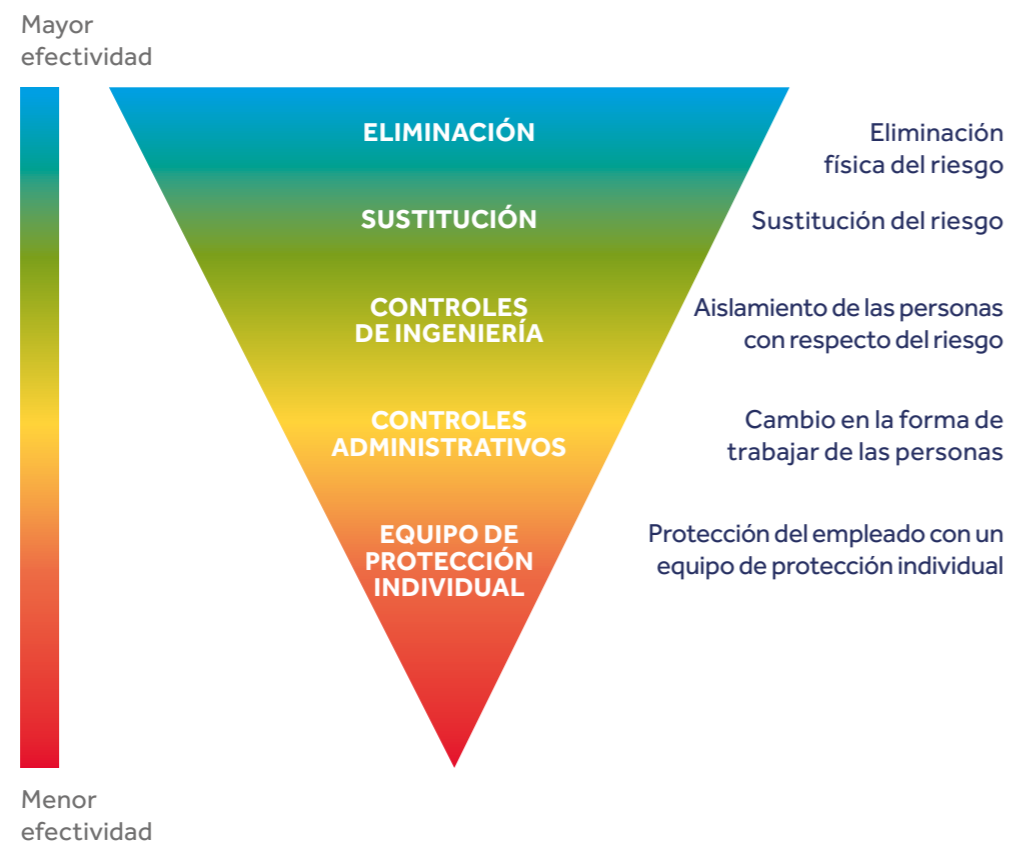 Mayor
efectividad
ELIMINACIÓN
Eliminación
física del riesgo
SUSTITUCIÓN
Sustitución del riesgo
CONTROLES
DE INGENIERÍA
Aislamiento de las personas
con respecto del riesgo
CONTROLES
ADMINISTRATIVOS
Cambio en la forma de
trabajar de las personas
EQUIPO DE
PROTECCIÓN
INDIVIDUAL
Protección del empleado con un
equipo de protección individual
Menor
efectividad